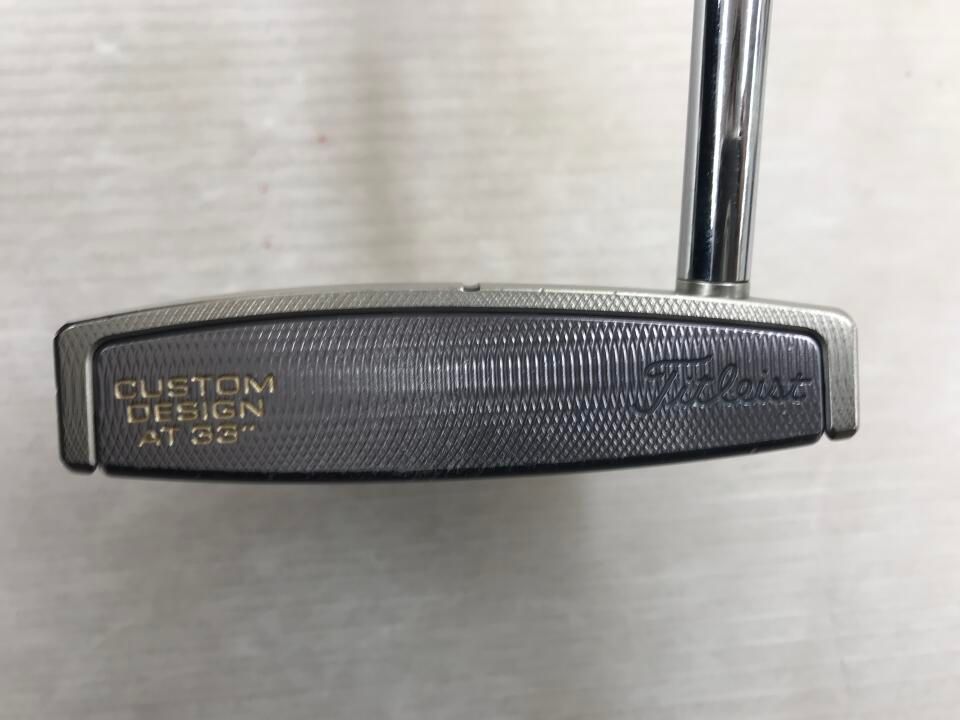 CUSTOM
DESIGN
AT 33"
Titleist